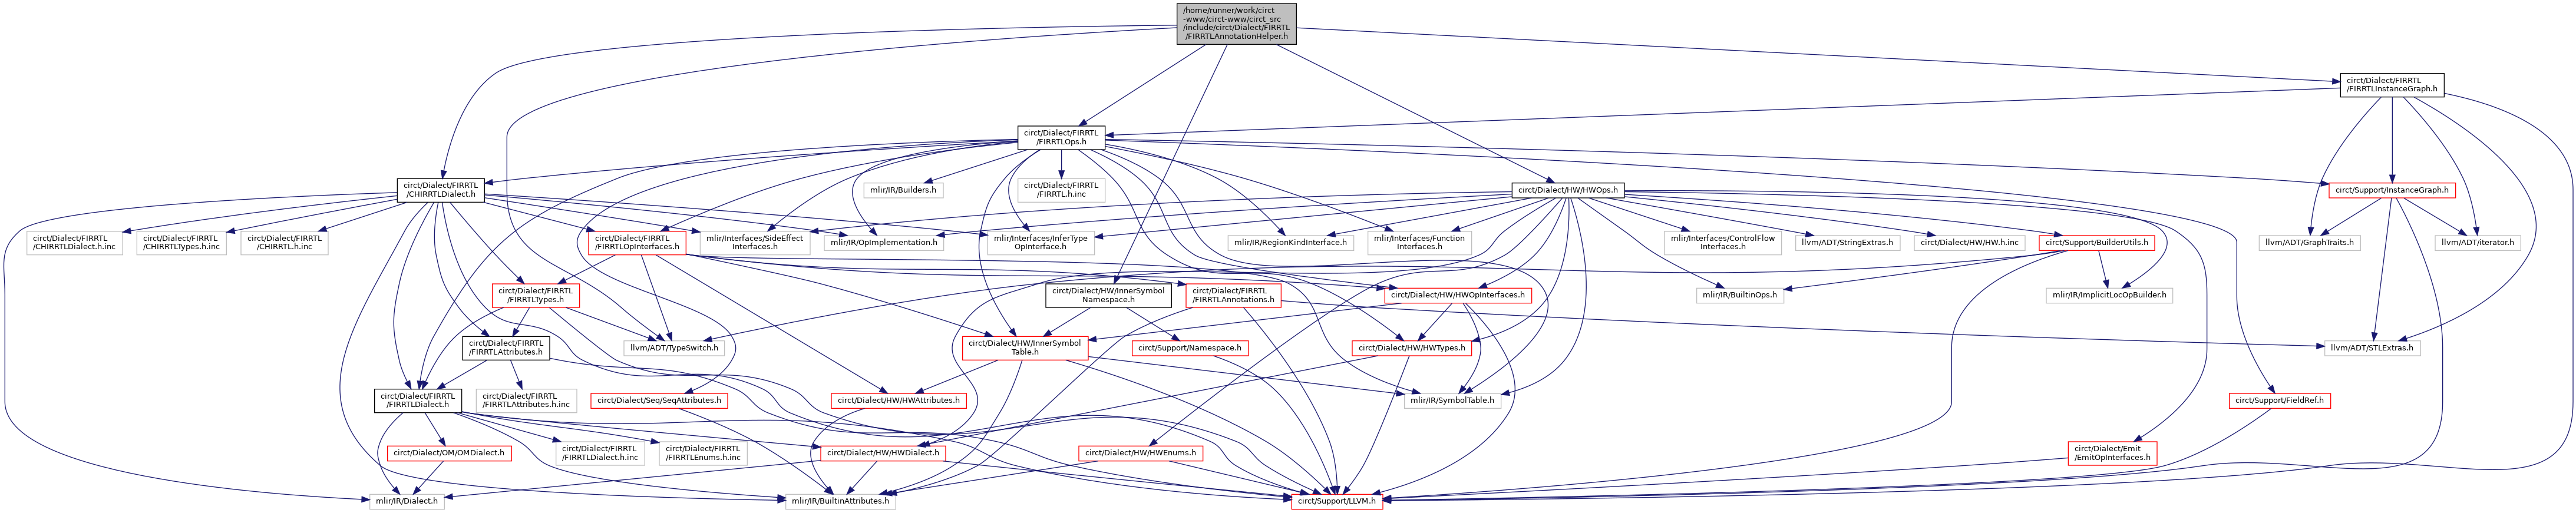 /home/runner/work/circt
-www/circt-www/circt_src
/include/circt/Dialect/FIRRTL
/FIRRTLAnnotationHelper.h
circt/Dialect/FIRRTL
/FIRRTLInstanceGraph.h
circt/Dialect/FIRRTL
/FIRRTLOps.h
circt/Dialect/FIRRTL
/CHIRRTLDialect.h
mlir/IR/Builders.h
circt/Dialect/FIRRTL
/FIRRTL.h.inc
circt/Dialect/HW/HWOps.h
circt/Support/InstanceGraph.h
circt/Dialect/FIRRTL
/CHIRRTLDialect.h.inc
circt/Dialect/FIRRTL
/CHIRRTLTypes.h.inc
circt/Dialect/FIRRTL
/CHIRRTL.h.inc
circt/Dialect/FIRRTL
/FIRRTLOpInterfaces.h
mlir/Interfaces/SideEffect
Interfaces.h
mlir/IR/OpImplementation.h
mlir/Interfaces/InferType
OpInterface.h
mlir/IR/RegionKindInterface.h
mlir/Interfaces/Function
Interfaces.h
mlir/Interfaces/ControlFlow
Interfaces.h
llvm/ADT/StringExtras.h
circt/Dialect/HW/HW.h.inc
circt/Support/BuilderUtils.h
llvm/ADT/GraphTraits.h
llvm/ADT/iterator.h
circt/Dialect/FIRRTL
/FIRRTLTypes.h
circt/Dialect/HW/InnerSymbol
Namespace.h
circt/Dialect/FIRRTL
/FIRRTLAnnotations.h
circt/Dialect/HW/HWOpInterfaces.h
mlir/IR/BuiltinOps.h
mlir/IR/ImplicitLocOpBuilder.h
circt/Dialect/FIRRTL
/FIRRTLAttributes.h
llvm/ADT/TypeSwitch.h
circt/Dialect/HW/InnerSymbol
Table.h
circt/Support/Namespace.h
circt/Dialect/HW/HWTypes.h
llvm/ADT/STLExtras.h
circt/Dialect/FIRRTL
/FIRRTLDialect.h
circt/Dialect/FIRRTL
/FIRRTLAttributes.h.inc
circt/Dialect/Seq/SeqAttributes.h
circt/Dialect/HW/HWAttributes.h
mlir/IR/SymbolTable.h
circt/Support/FieldRef.h
circt/Dialect/OM/OMDialect.h
circt/Dialect/FIRRTL
/FIRRTLDialect.h.inc
circt/Dialect/FIRRTL
/FIRRTLEnums.h.inc
circt/Dialect/HW/HWDialect.h
circt/Dialect/HW/HWEnums.h
circt/Dialect/Emit
/EmitOpInterfaces.h
mlir/IR/Dialect.h
mlir/IR/BuiltinAttributes.h
circt/Support/LLVM.h